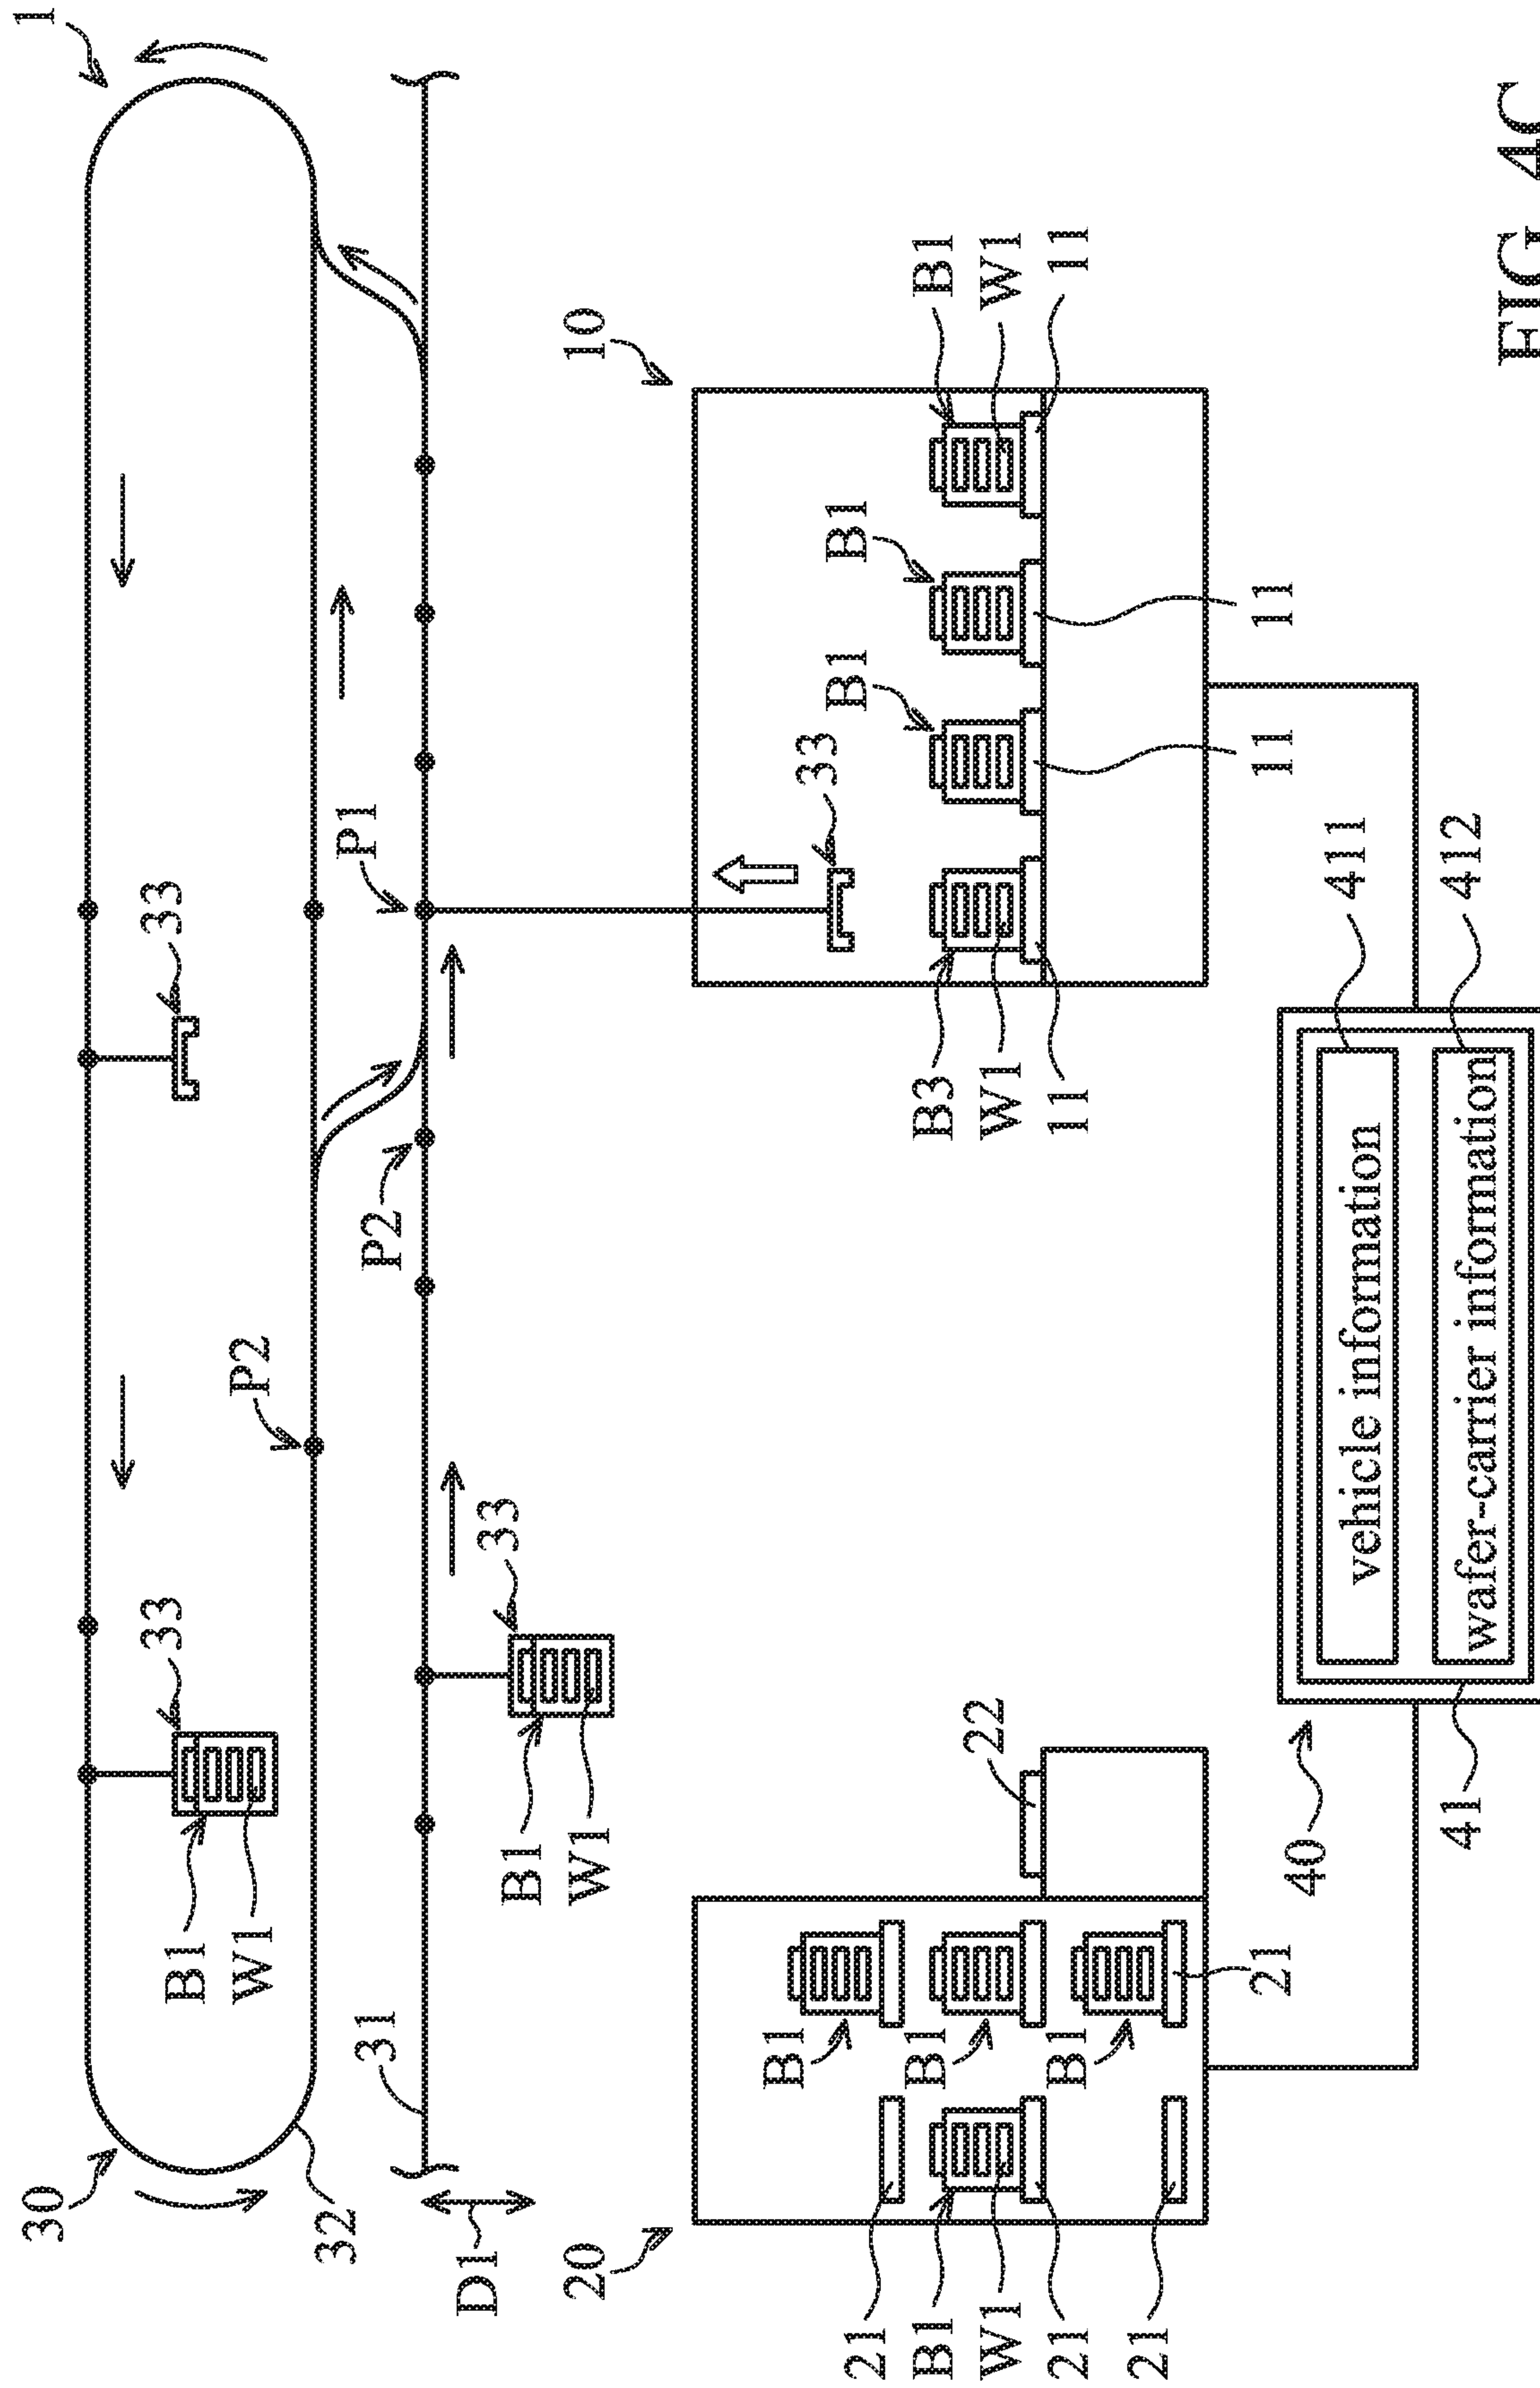 30
1
B1
33
33
W1
P2
32
P1
31
P2
D1
33
B1
20
W1
10
B1
33
B1
B1
21
B1
B1
B3
B1
22
W1
W1
W1
21
B1
11
11
21
21
11
11
40
vehicle information
411
41
wafer-carrier information
412
FIG. 4C